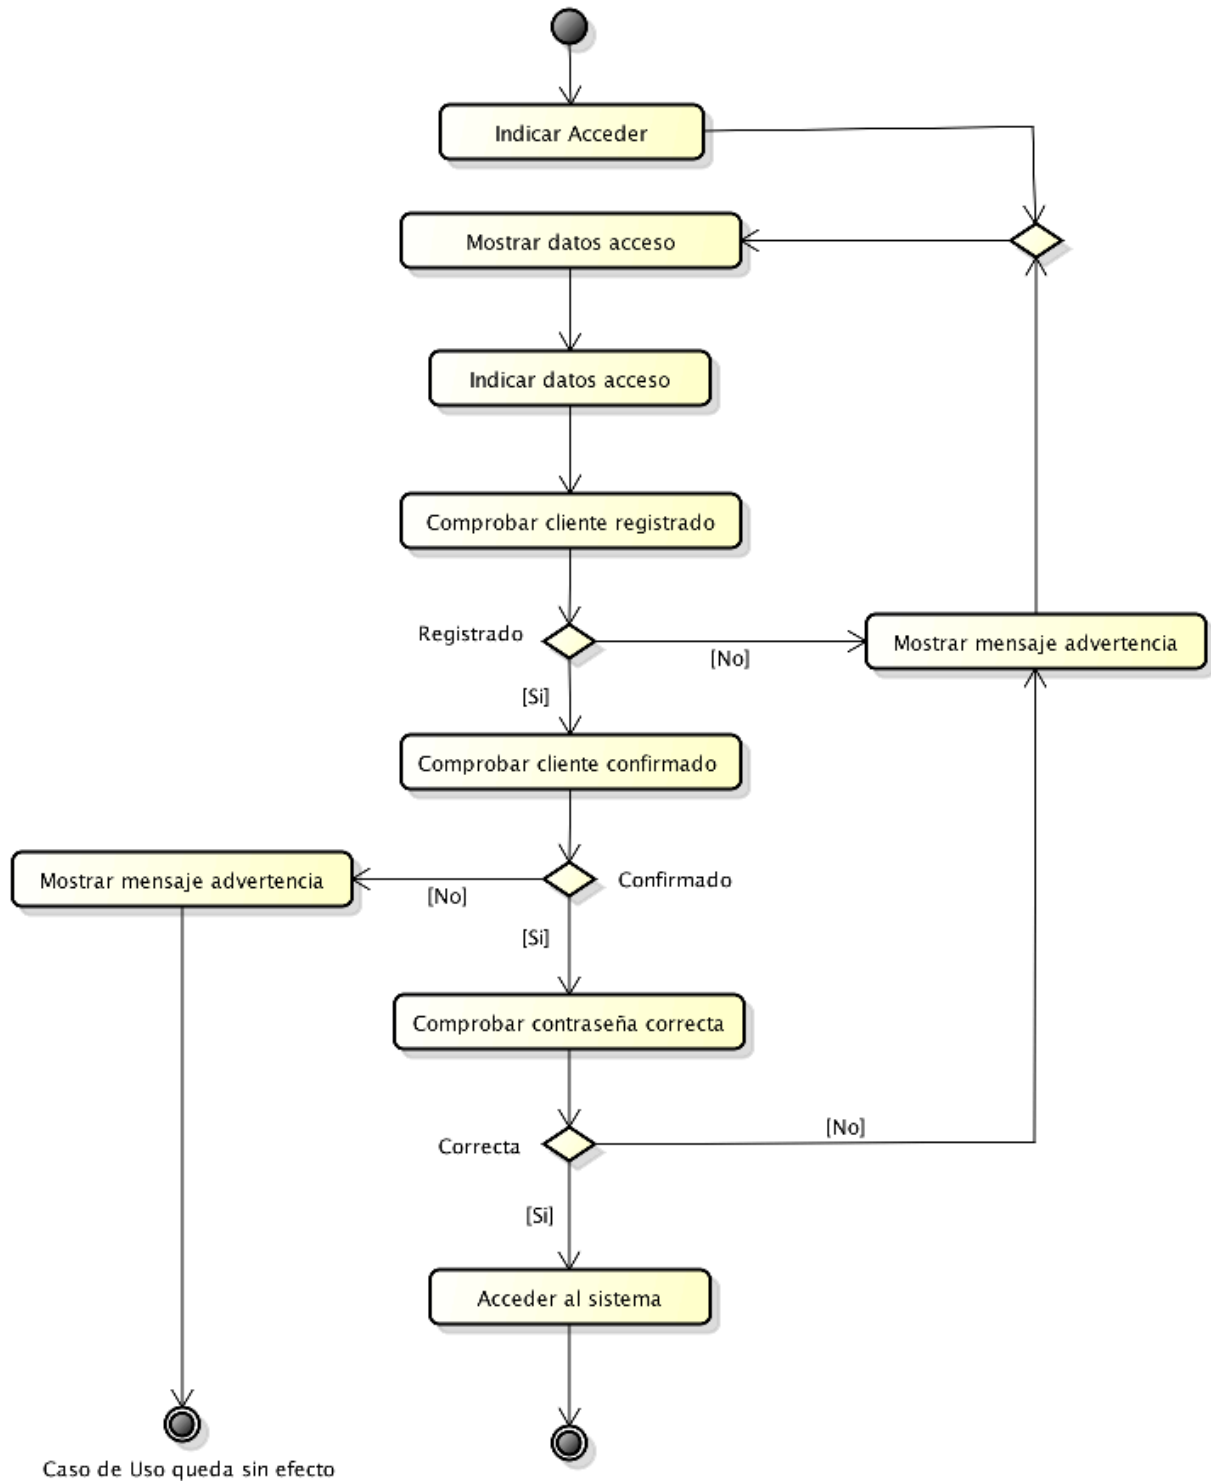 Indicar Acceder
Mostrar datos acceso
Indicar datos acceso
Comprobar cliente registrado
Registrado
[No]
Mostrar mensaje advertencia
[Si]
Comprobar cliente confirmado
Mostrar mensaje advertencia
[No]
Confirmado
[Si]
Comprobar contraseña correcta
Correcta
[No]
[Si]
Acceder al sistema
Caso de Uso queda sin efecto